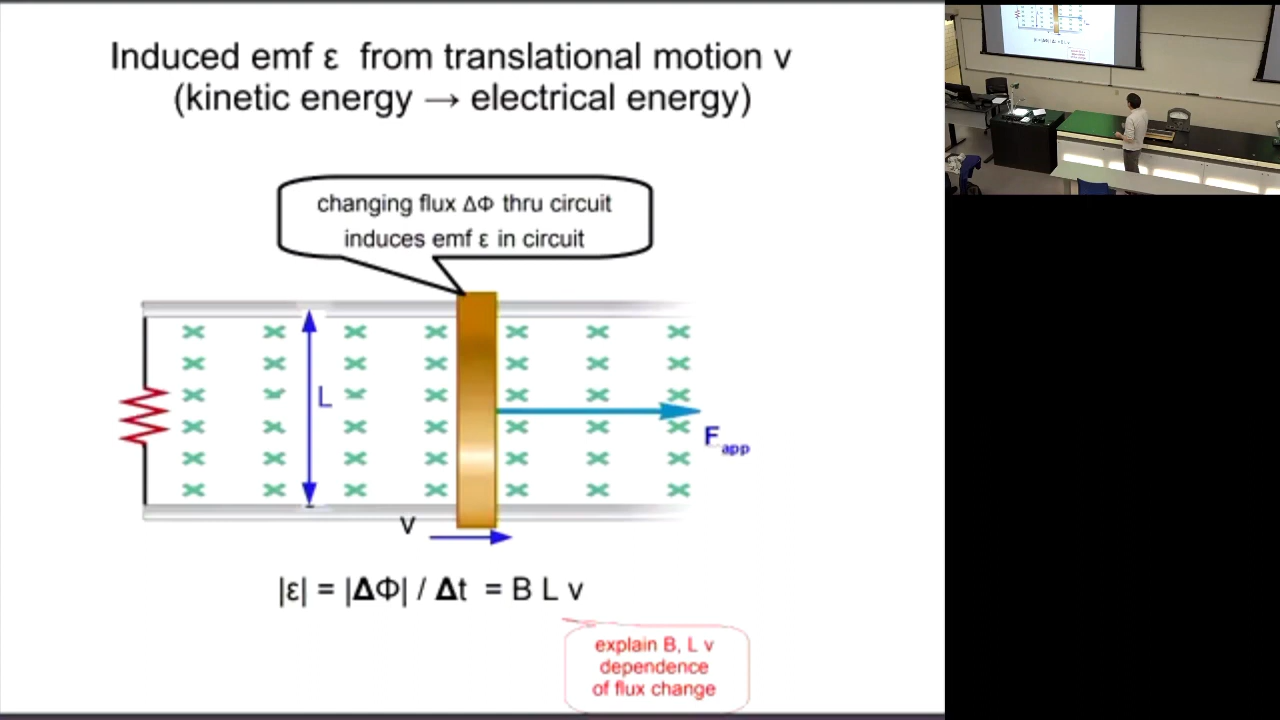 Induced emf ε from translational motion v
(kinetic energy → electrical energy)
changing flux ΔΦ thru circuit
induces emf ε in circuit
L
F app
v
|ε| = |ΔΦ| / Δt = B L v
explain B, L v
dependence
of flux change